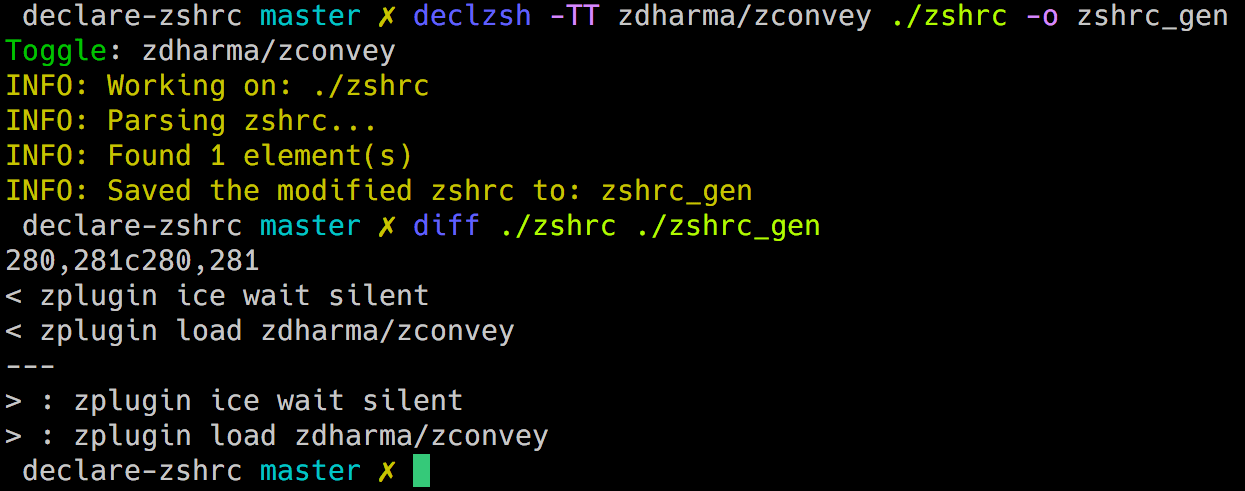 declare-zshrc master ✗ declzsh -TT zdharma/zconvey ./zshrc -o zshrc_gen
Toggle: zdharma/zconvey
INFO: Working on: ./zshrc
INFO: Parsing zshrc...
INFO: Found 1 element(s)
INFO: Saved the modified zshrc to: zshrc_gen
declare-zshrc master ✗ diff ./zshrc ./zshrc_gen
280,281c280,281
< zplugin ice wait silent
< zplugin load zdharma/zconvey
---
> : zplugin ice wait silent
> : zplugin load zdharma/zconvey
declare-zshrc master ✗